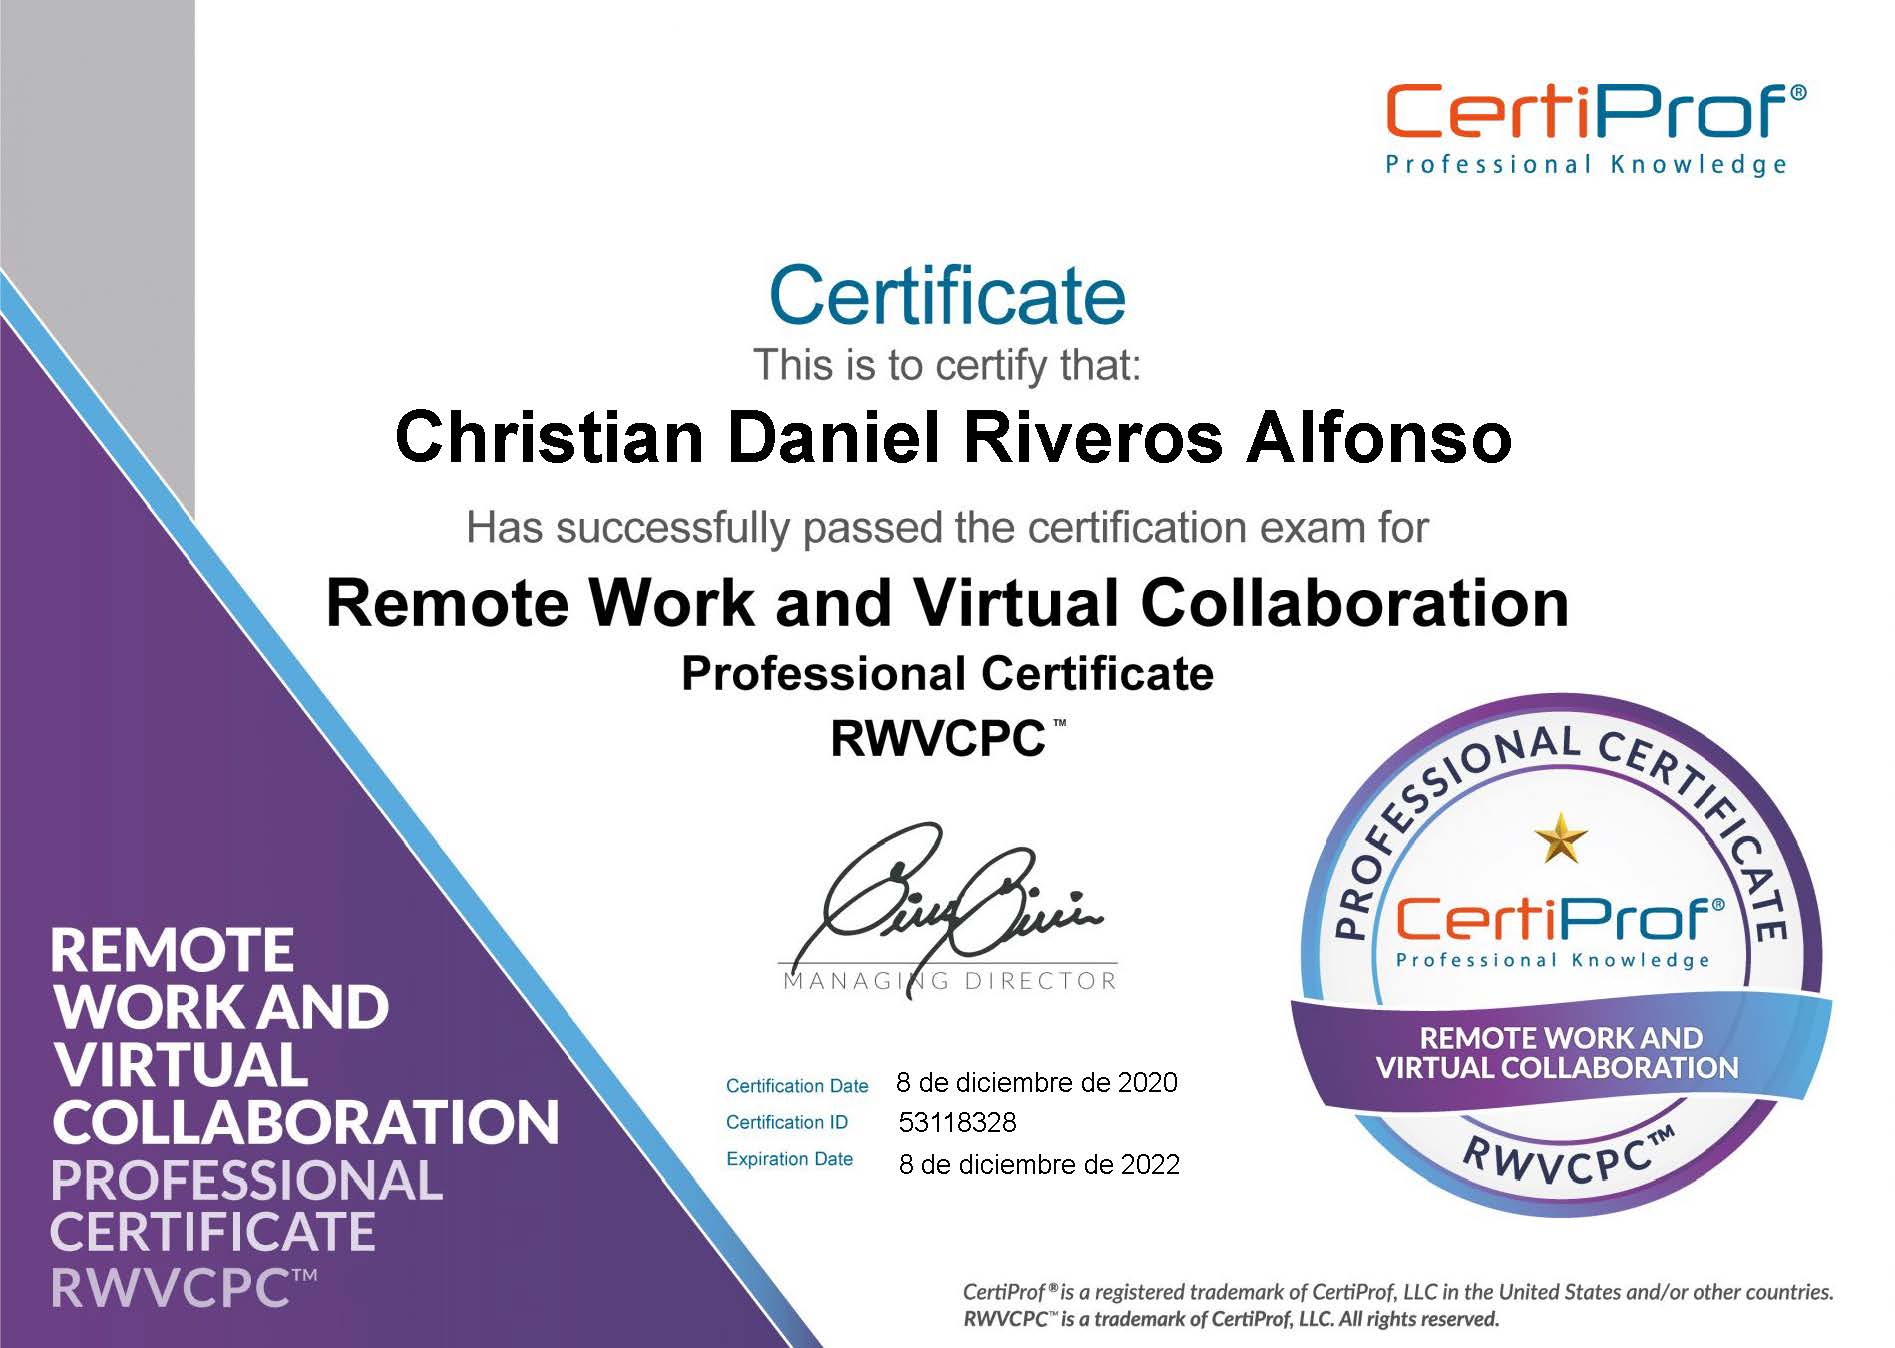 CertiProf®
Professional Knowledge
Certificate
This is to certify that:
Christian Daniel Riveros Alfonso
Has successfully passed the certification exam for
Remote Work and Virtual Collaboration
Professional Certificate
RWVCPC™
MANAGING DIRECTOR
Certification Date 8 de diciembre de 2020
Certification ID 53118328
Expiration Date 8 de diciembre de 2022
REMOTE
WORK AND
VIRTUAL
COLLABORATION
PROFESSIONAL
CERTIFICATE
RWVCPC™
PROFESSIONAL CERTIFICATE
CertiProf®
Professional Knowledge
REMOTE WORK AND
VIRTUAL COLLABORATION
RWVCPC™
CertiProf® is a registered trademark of CertiProf, LLC in the United States and/or other countries.
RWVCPC™ is a trademark of CertiProf, LLC. All rights reserved.